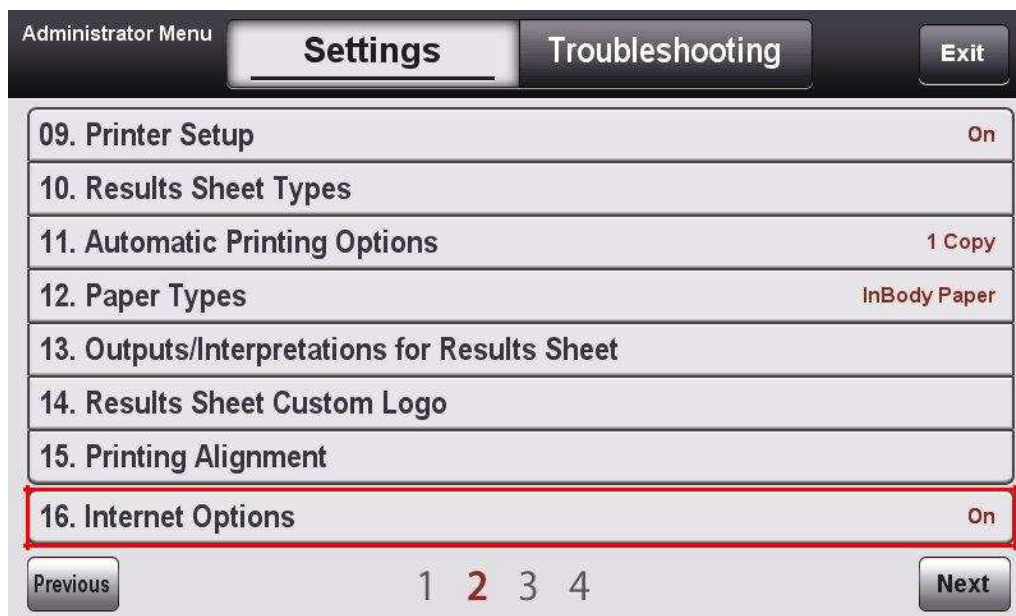 Administrator Menu
Settings
Troubleshooting
Exit
09. Printer Setup On
10. Results Sheet Types
11. Automatic Printing Options 1 Copy
12. Paper Types InBody Paper
13. Outputs/Interpretations for Results Sheet
14. Results Sheet Custom Logo
15. Printing Alignment
16. Internet Options On
Previous 1 2 3 4 Next